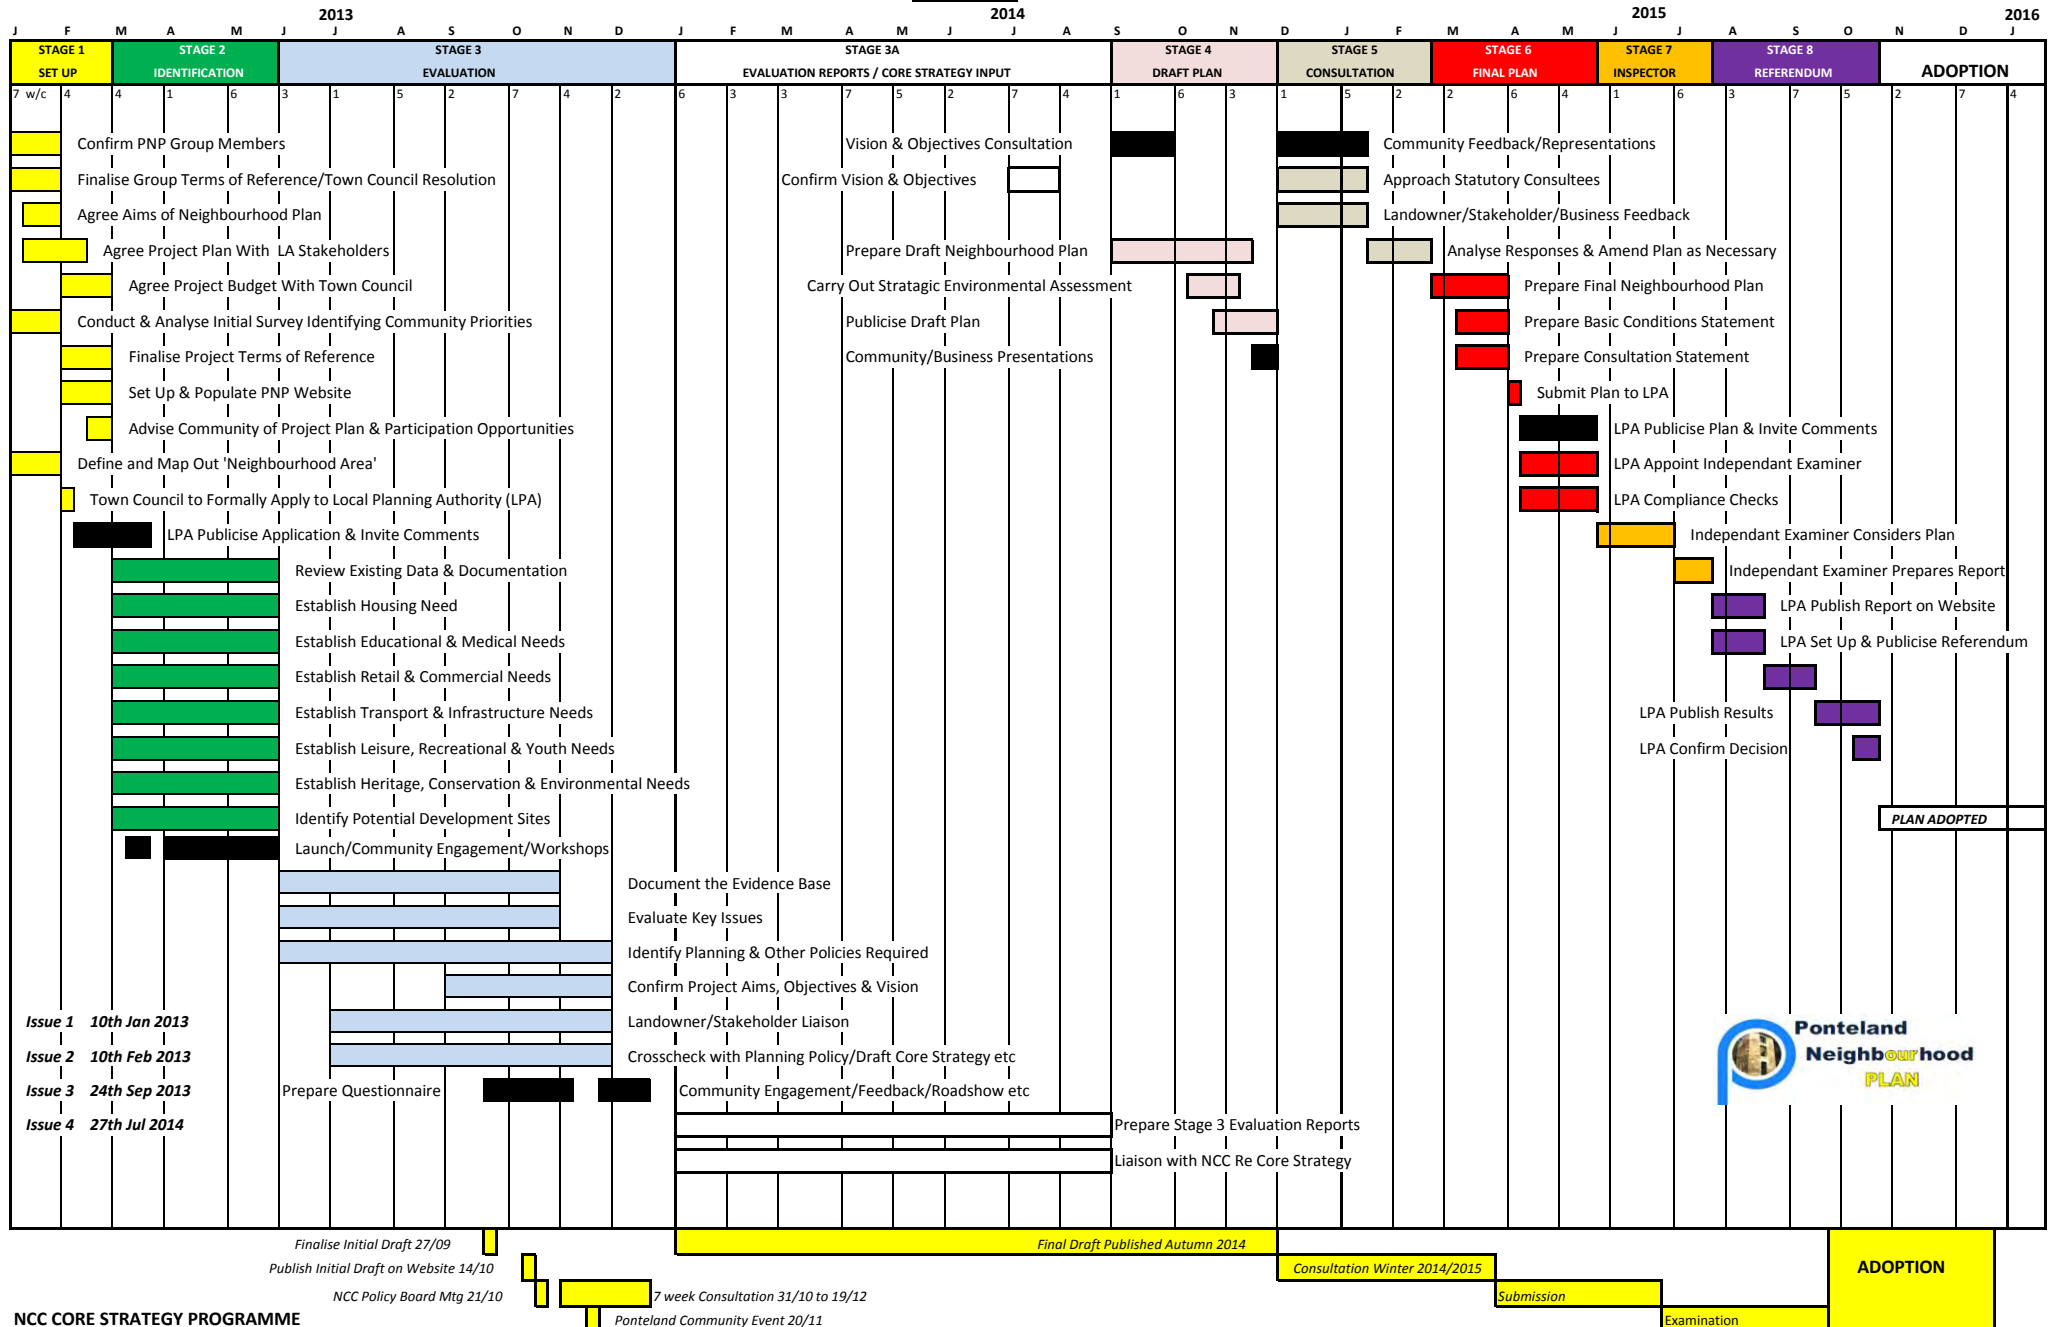 2013 2014 2015 2016
J F M A M J J A S O N D J F M A M J J A S O N D J F M A M J J A S O N D J
STAGE 1 STAGE 2 STAGE 3 STAGE 3A STAGE 4 STAGE 5 STAGE 6 STAGE 7 STAGE 8
SET UP IDENTIFICATION EVALUATION EVALUATION REPORTS / CORE STRATEGY INPUT DRAFT PLAN CONSULTATION FINAL PLAN INSPECTOR REFERENDUM ADOPTION
7 w/c 4 4 1 6 3 1 5 2 7 4 2 6 3 3 7 5 2 7 4 1 6 3 1 5 2 2 6 4 1 6 3 7 5 2 7 4
Confirm PNP Group Members Vision & Objectives Consultation Community Feedback/Representations
Finalise Group Terms of Reference/Town Council Resolution Confirm Vision & Objectives Approach Statutory Consultees
Agree Aims of Neighbourhood Plan Landowner/Stakeholder/Business Feedback
Agree Project Plan With LA Stakeholders Prepare Draft Neighbourhood Plan Analyse Responses & Amend Plan as Necessary
Agree Project Budget With Town Council Carry Out Stratagic Environmental Assessment Prepare Final Neighbourhood Plan
Conduct & Analyse Initial Survey Identifying Community Priorities Publicise Draft Plan Prepare Basic Conditions Statement
Finalise Project Terms of Reference Community/Business Presentations Prepare Consultation Statement
Set Up & Populate PNP Website Submit Plan to LPA
Advise Community of Project Plan & Participation Opportunities LPA Publicise Plan & Invite Comments
Define and Map Out 'Neighbourhood Area' LPA Appoint Independant Examiner
Town Council to Formally Apply to Local Planning Authority (LPA) LPA Compliance Checks
LPA Publicise Application & Invite Comments Independant Examiner Considers Plan
Review Existing Data & Documentation Independant Examiner Prepares Report
Establish Housing Need LPA Publish Report on Website
Establish Educational & Medical Needs LPA Set Up & Publicise Referendum
Establish Retail & Commercial Needs
Establish Transport & Infrastructure Needs LPA Publish Results
Establish Leisure, Recreational & Youth Needs LPA Confirm Decision
Establish Heritage, Conservation & Environmental Needs
Identify Potential Development Sites PLAN ADOPTED
Launch/Community Engagement/Workshops
Document the Evidence Base
Evaluate Key Issues
Identify Planning & Other Policies Required
Confirm Project Aims, Objectives & Vision
Issue 1 10th Jan 2013 Landowner/Stakeholder Liaison
Issue 2 10th Feb 2013 Crosscheck with Planning Policy/Draft Core Strategy etc
Issue 3 24th Sep 2013 Prepare Questionnaire Community Engagement/Feedback/Roadshow etc
Issue 4 27th Jul 2014 Prepare Stage 3 Evaluation Reports
Liaison with NCC Re Core Strategy
Ponteland
Neighbourhood
PLAN
Finalise Initial Draft 27/09 Final Draft Published Autumn 2014
Publish Initial Draft on Website 14/10 Consultation Winter 2014/2015 ADOPTION
NCC Policy Board Mtg 21/10 7 week Consultation 31/10 to 19/12 Submission
NCC CORE STRATEGY PROGRAMME Ponteland Community Event 20/11 Examination